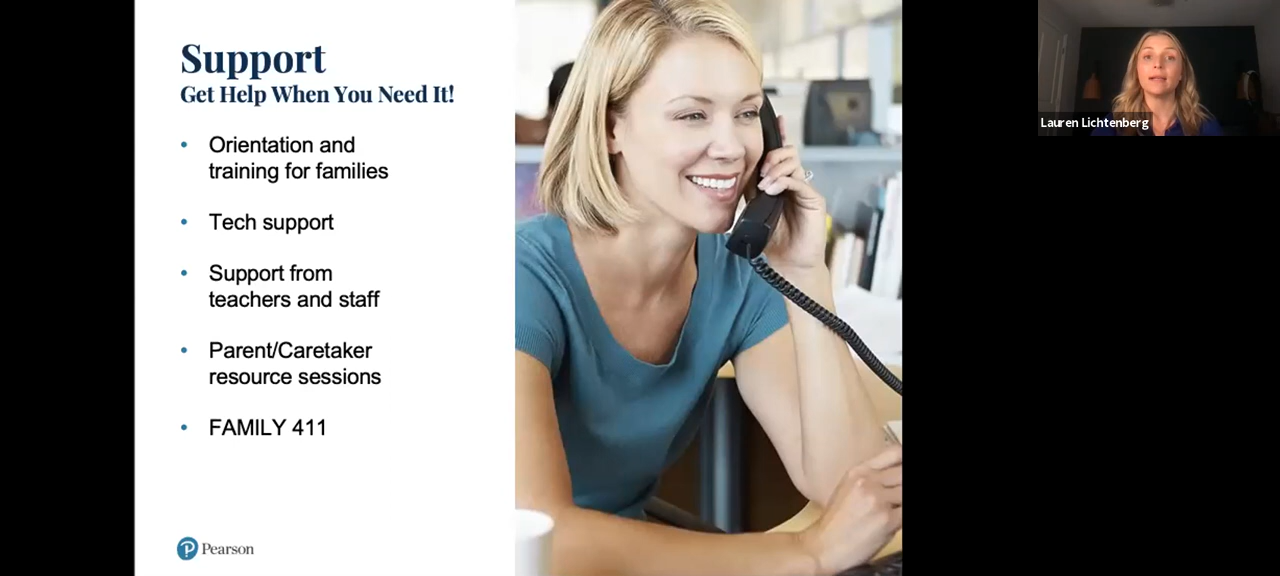 Support
Get Help When You Need It!
• Orientation and
training for families
• Tech support
• Support from
teachers and staff
• Parent/Caretaker
resource sessions
• FAMILY 411
Pearson
Lauren Lichtenberg